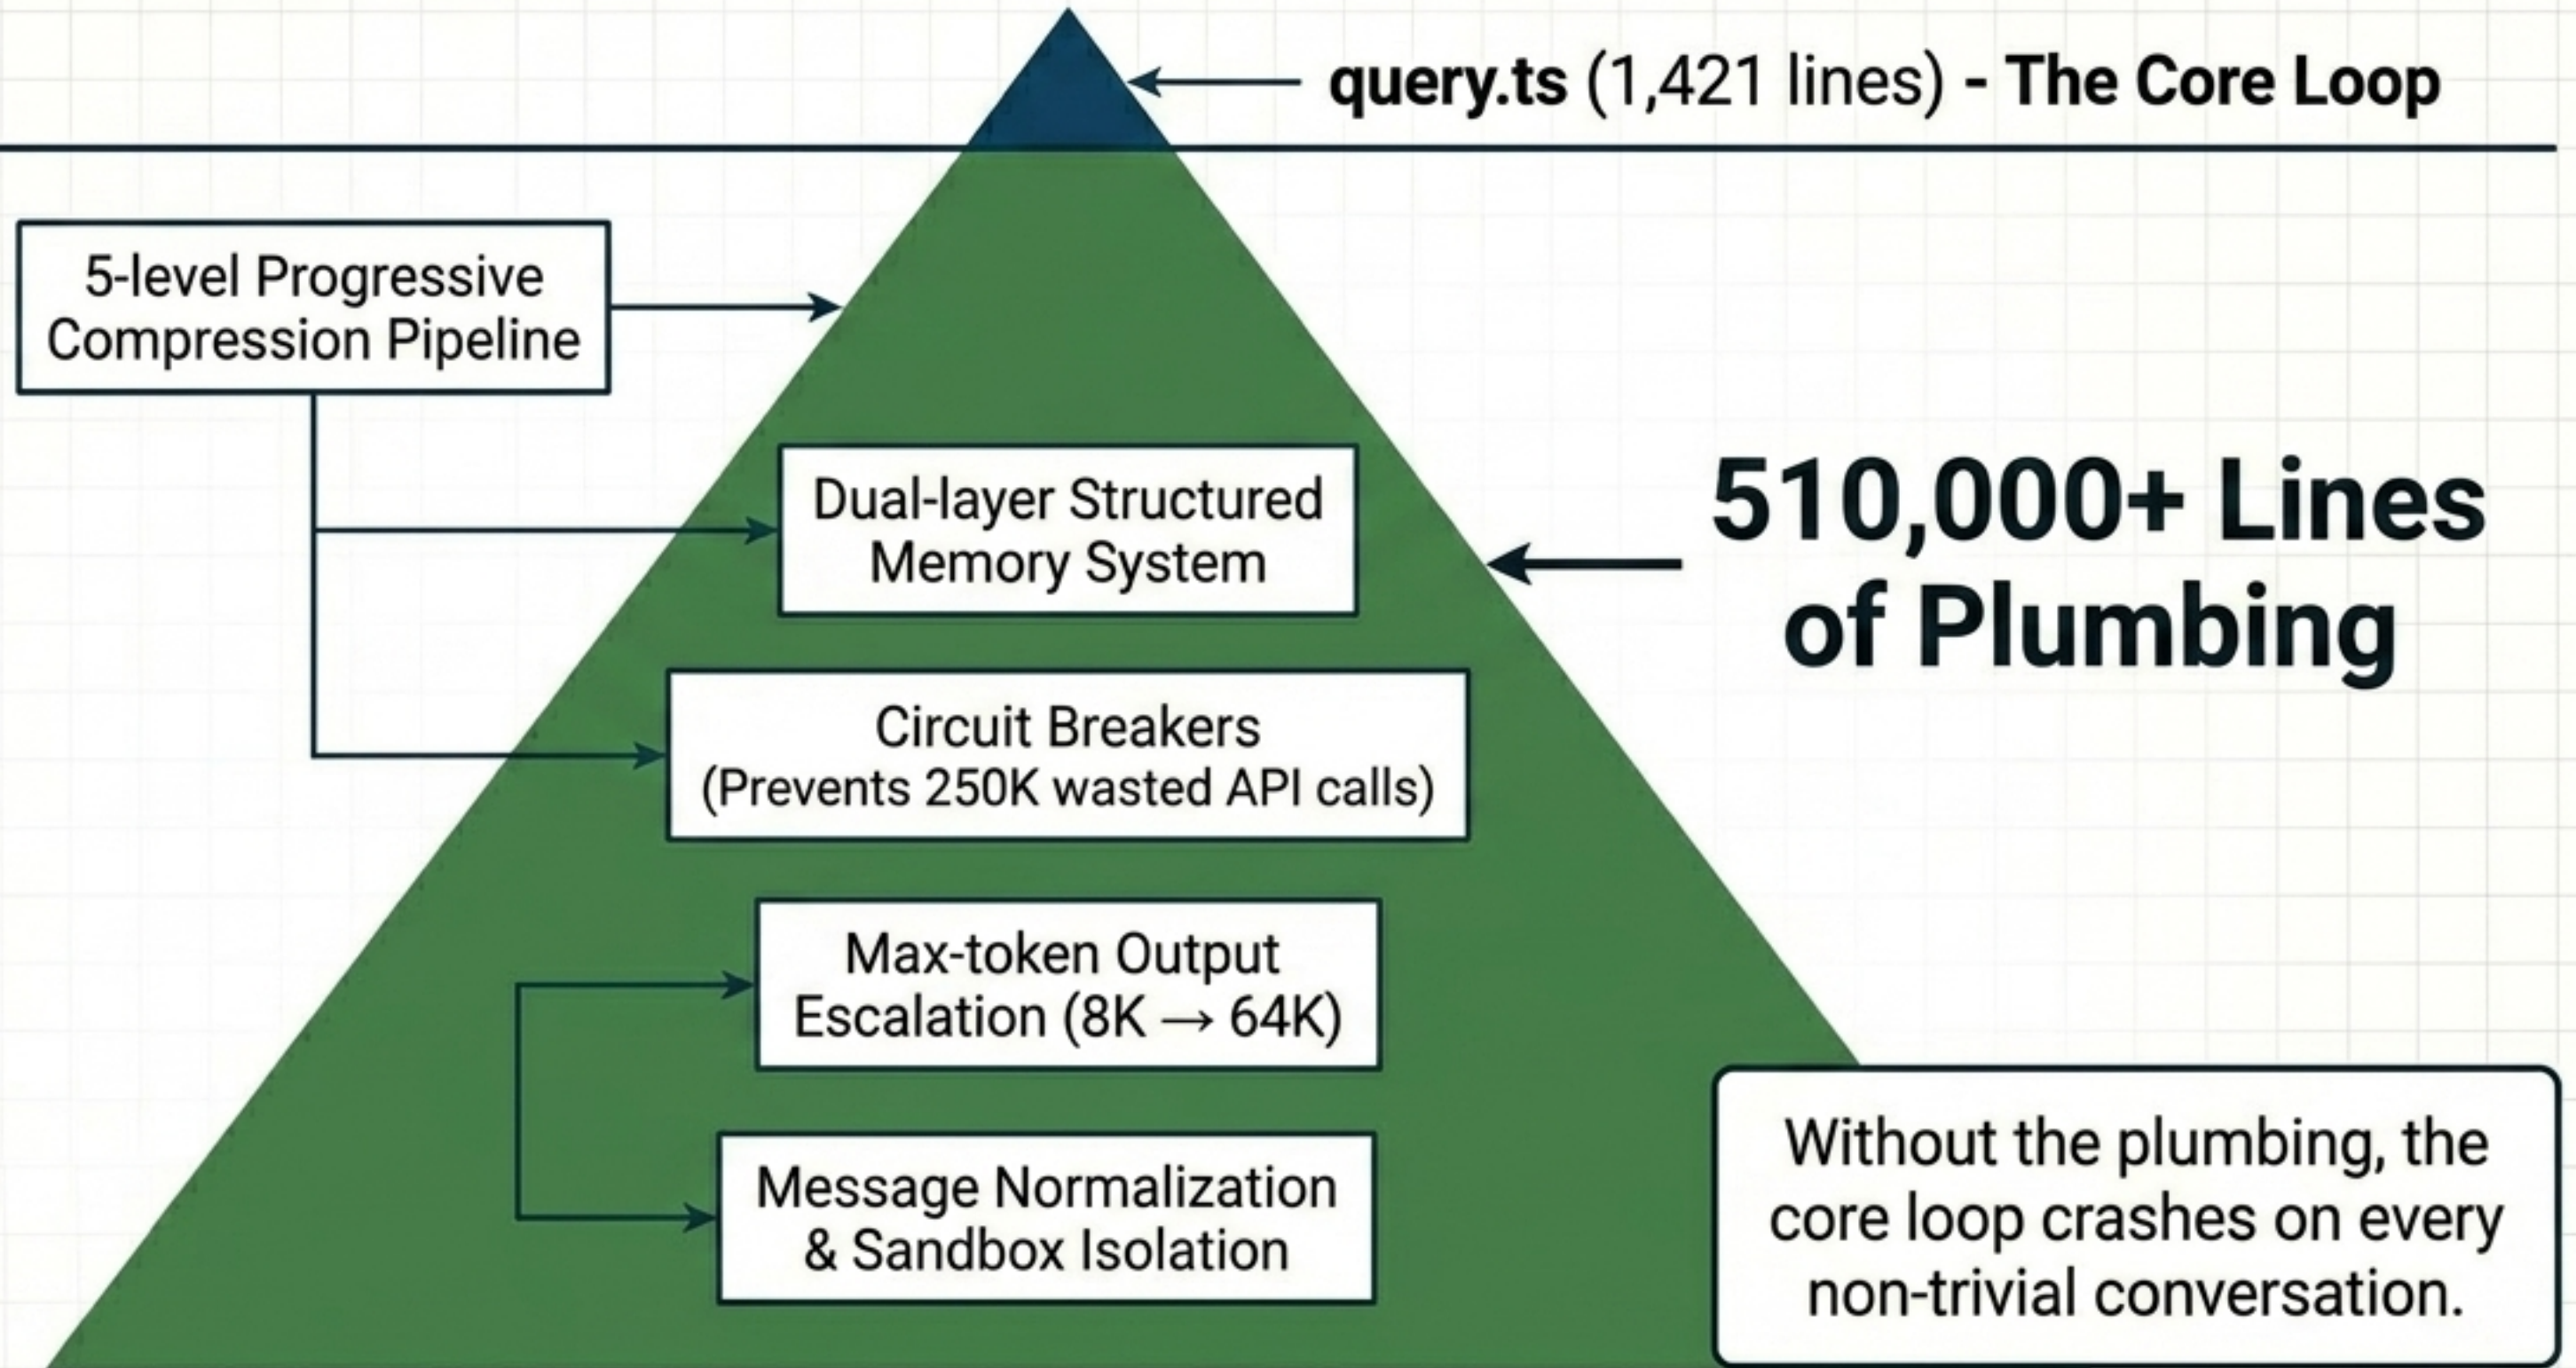 query.ts (1,421 lines) - The Core Loop
5-level Progressive
Compression Pipeline
Dual-layer Structured
Memory System
510,000+ Lines
of Plumbing
Circuit Breakers
(Prevents 250K wasted API calls)
Max-token Output
Escalation (8K → 64K)
Message Normalization
& Sandbox Isolation
Without the plumbing, the
core loop crashes on every
non-trivial conversation.